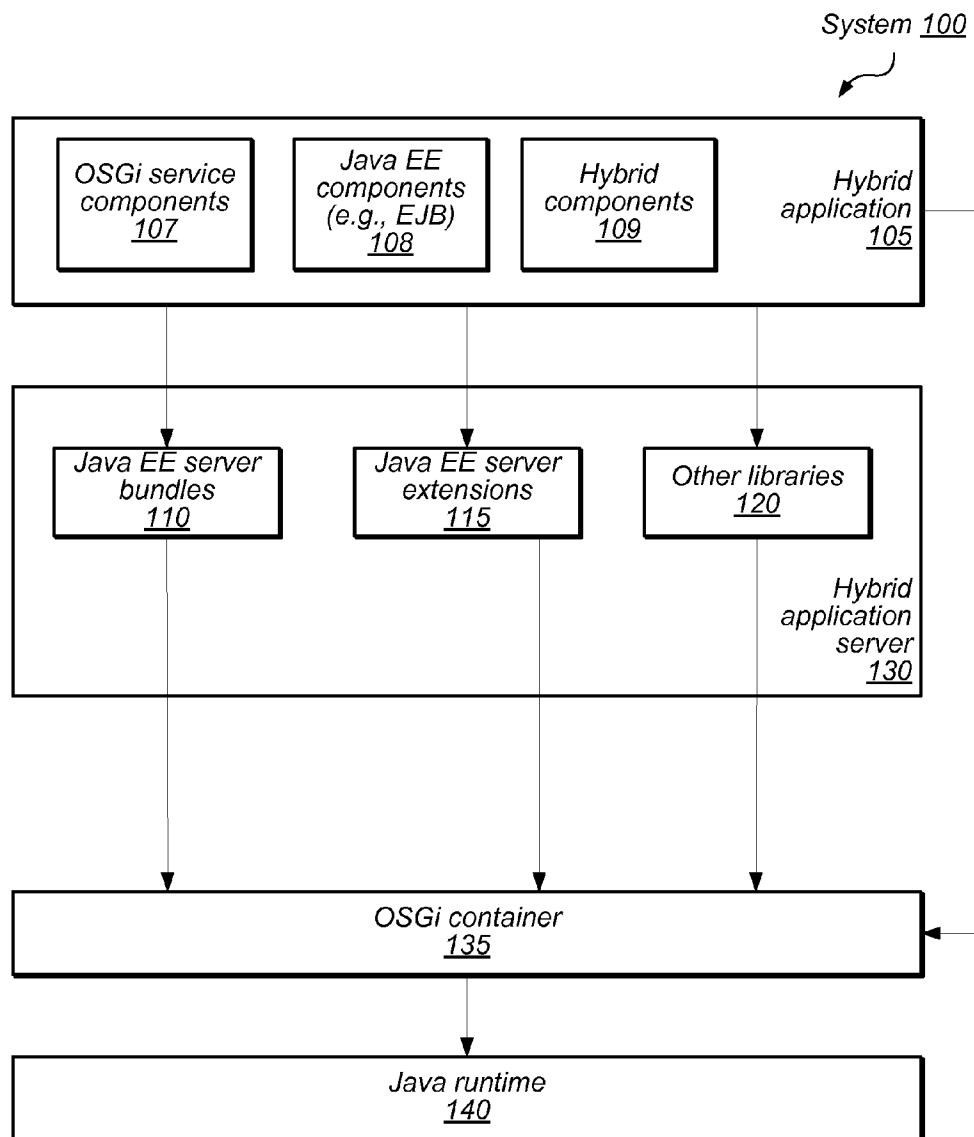 System 100
OSGi service
components
107
Java EE
components
(e.g., EJB)
108
Hybrid
components
109
Hybrid
application
105
Java EE server
bundles
110
Java EE server
extensions
115
Other libraries
120
Hybrid
application
server
130
OSGi container
135
Java runtime
140